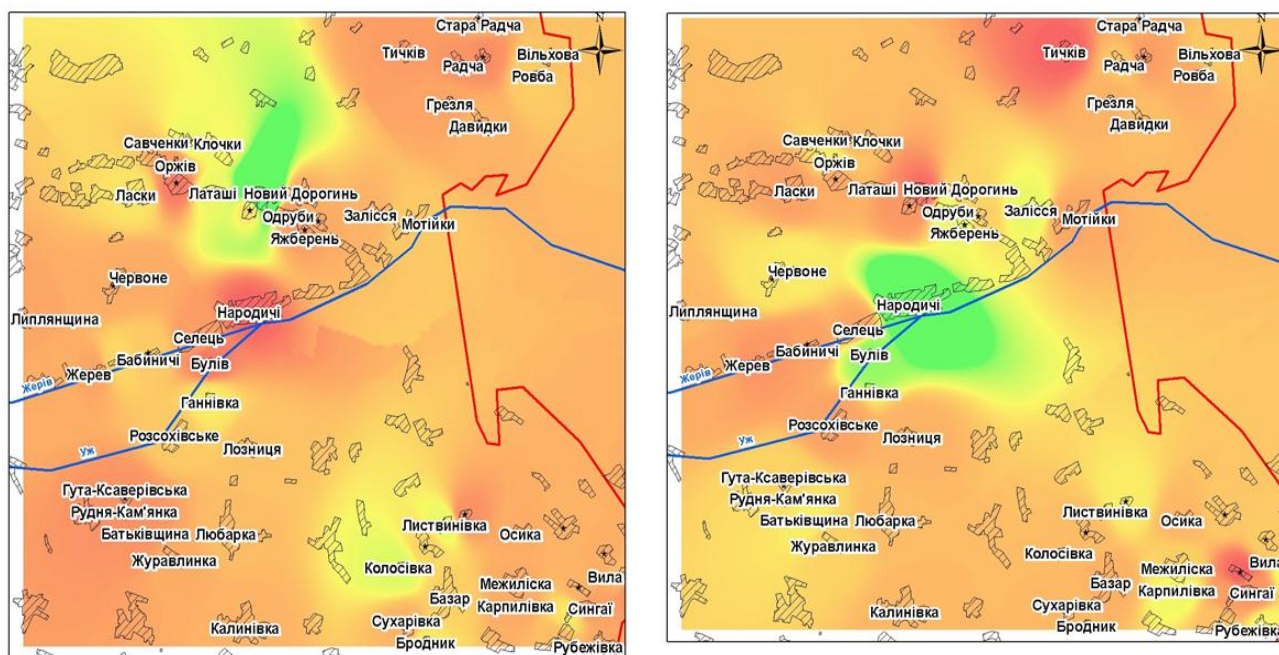 N
Стара Радча
Тичків
Вільхова
Радча
Ровба
Грезля
Давидки
Савченки Клочки
Оржів
Ласки
Латаші
Новий Дорогинь
Одруби
Залісся
Мотійки
Яжберень
Червоне
Народичі
Липлянщина
Селець
Бабиничі
Булів
Жерев
Жерів
Ганнівка
Розсохівське
Уж
Лозниця
Гута-Ксаверівська
Рудня-Кам'янка
Батьківщина
Любарка
Журавлинка
Листвинівка
Осика
Колосівка
Межиліска
Вила
Базар
Карпилівка
Сингаї
Калинівка
Сухарівка
Бродник
Рубежівка
N
Стара Радча
Тичків
Вільхова
Радча
Ровба
Грезля
Давидки
Савченки Клочки
Оржів
Ласки
Латаші
Новий Дорогинь
Одруби
Залісся
Мотійки
Яжберень
Червоне
Народичі
Липлянщина
Селець
Бабиничі
Булів
Жерев
Жерів
Ганнівка
Розсохівське
Уж
Лозниця
Гута-Ксаверівська
Рудня-Кам'янка
Батьківщина
Любарка
Журавлинка
Листвинівка
Осика
Колосівка
Межиліска
Вила
Базар
Карпилівка
Сингаї
Калинівка
Сухарівка
Бродник
Рубежівка